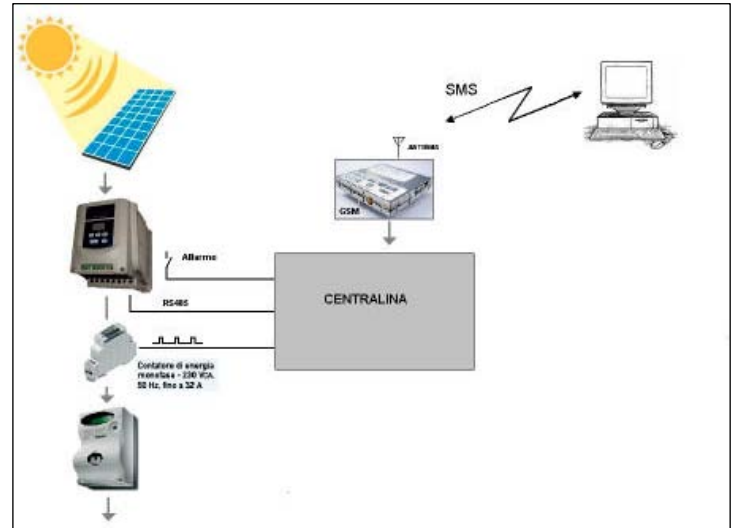 SMS
ANTENNA
GSM
Allarme
CENTRALINA
RS485
Contatore di energia
monofase - 230 VCA,
50 Hz, fino a 32 A